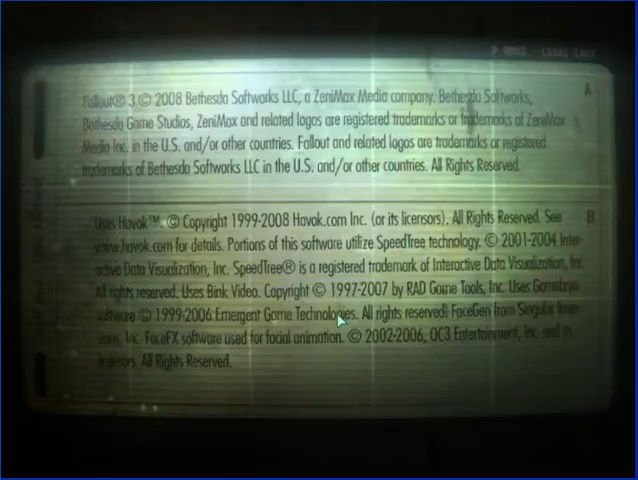 Fallout® 3 © 2008 Bethesda Softworks LLC, a ZeniMax Media company. Bethesda Softworks,
Bethesda Game Studios, ZeniMax and related logos are registered trademarks or trademarks of ZeniMax
Media Inc. in the U.S. and/or other countries. Fallout and related logos are trademarks or registered
trademarks of Bethesda Softworks LLC in the U.S. and/or other countries. All Rights Reserved.
A
Uses Havok™. © Copyright 1999-2008 Havok.com Inc. (or its licensors). All Rights Reserved. See
www.havok.com for details. Portions of this software utilize SpeedTree technology. © 2001-2004 Inter-
active Data Visualization, Inc. SpeedTree® is a registered trademark of Interactive Data Visualization, Inc.
All rights reserved. Uses Bink Video. Copyright © 1997-2007 by RAD Game Tools, Inc. Uses Gamebryo
software © 1999-2006 Emergent Game Technologies. All rights reserved. FaceGen from Singular Inver-
sions, Inc. FaceFX software used for facial animation. © 2002-2006, OC3 Entertainment, Inc. and its
licensors. All Rights Reserved.
B